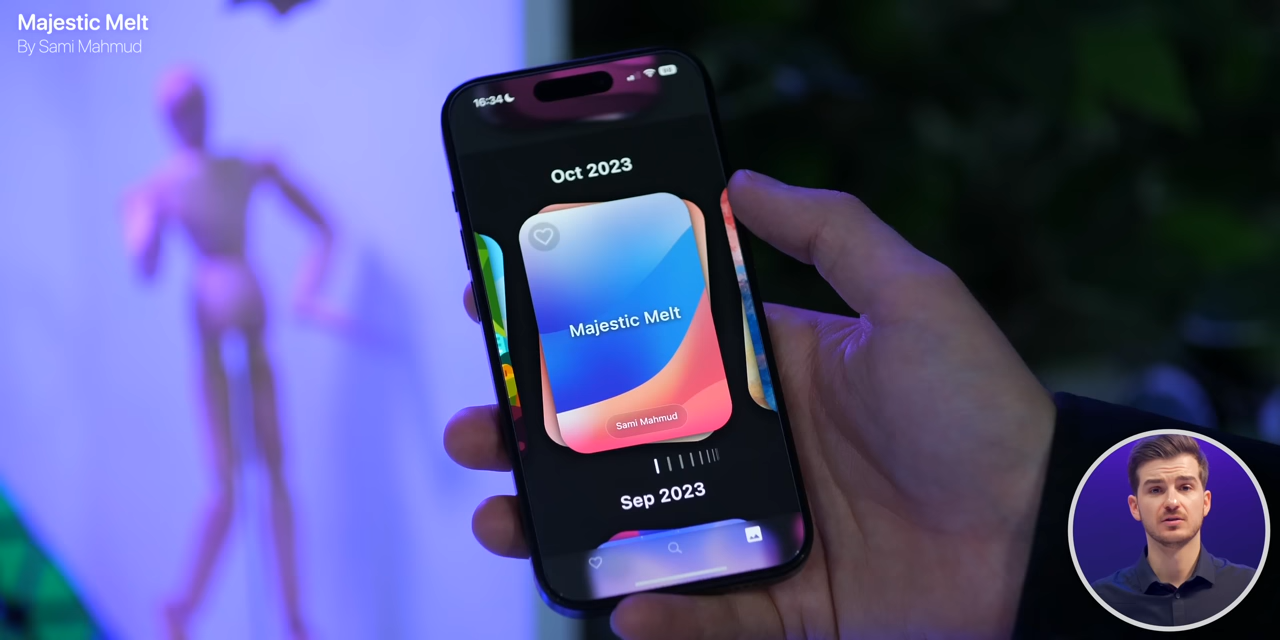 Majestic Melt
By Sami Mahmud
16:34
Oct 2023
Majestic Melt
Sami Mahmud
Sep 2023